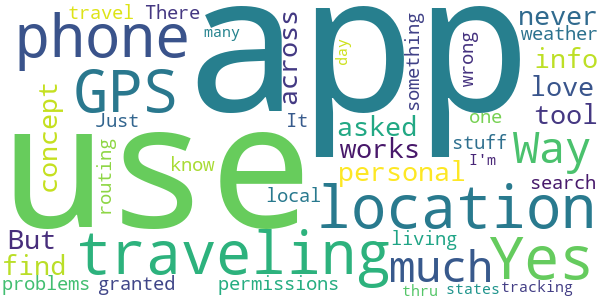 travel There
many
app
never
weather
phone
across
day
something
wrong
info
GPS
love
concept
Just
It
one
tool
use
asked
routing
works
stuff
Way
know
personal
I'm
search
local
location
But
traveling
living
much
Yes
find
problems granted
permissions
thru states tracking